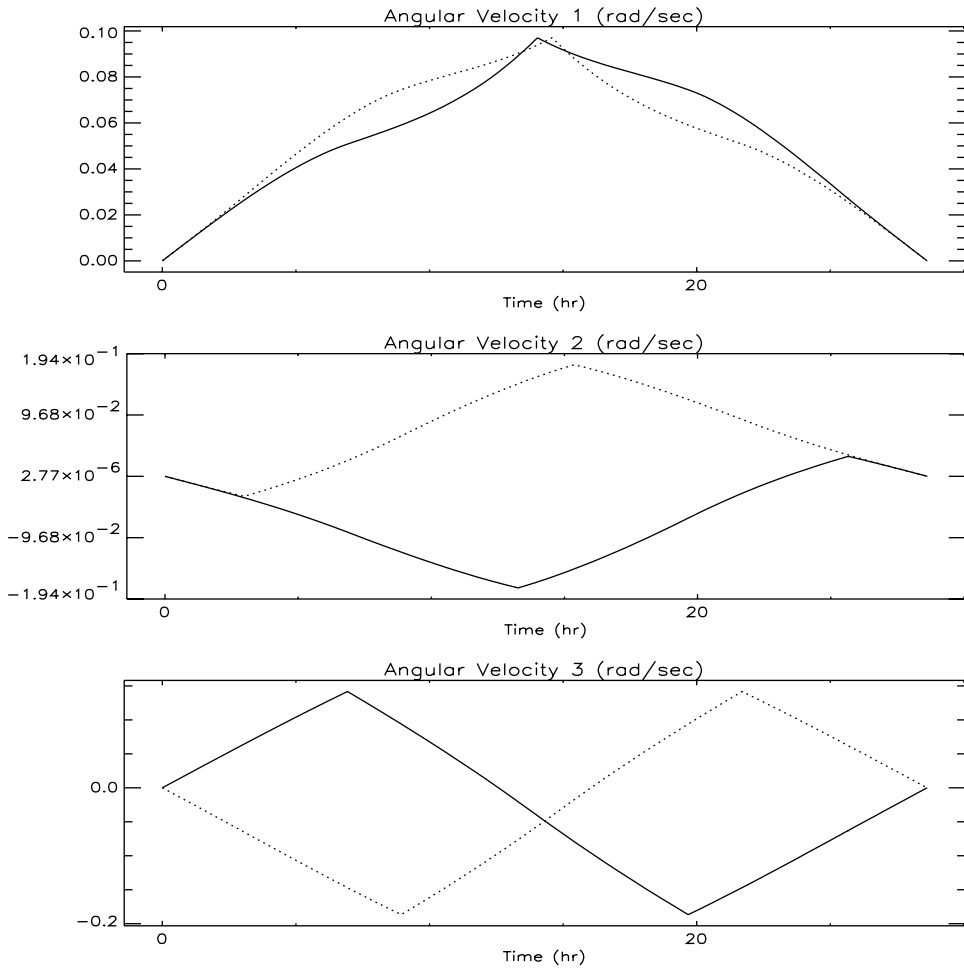 Angular Velocity 1 (rad/sec)
0.10
0.08
0.06
0.04
0.02
0.00
0 20
Time (hr)
Angular Velocity 2 (rad/sec)
1.94×10⁻¹
9.68×10⁻²
2.77×10⁻⁶
−9.68×10⁻²
−1.94×10⁻¹
0 20
Time (hr)
Angular Velocity 3 (rad/sec)
0.0
−0.2
0 20
Time (hr)